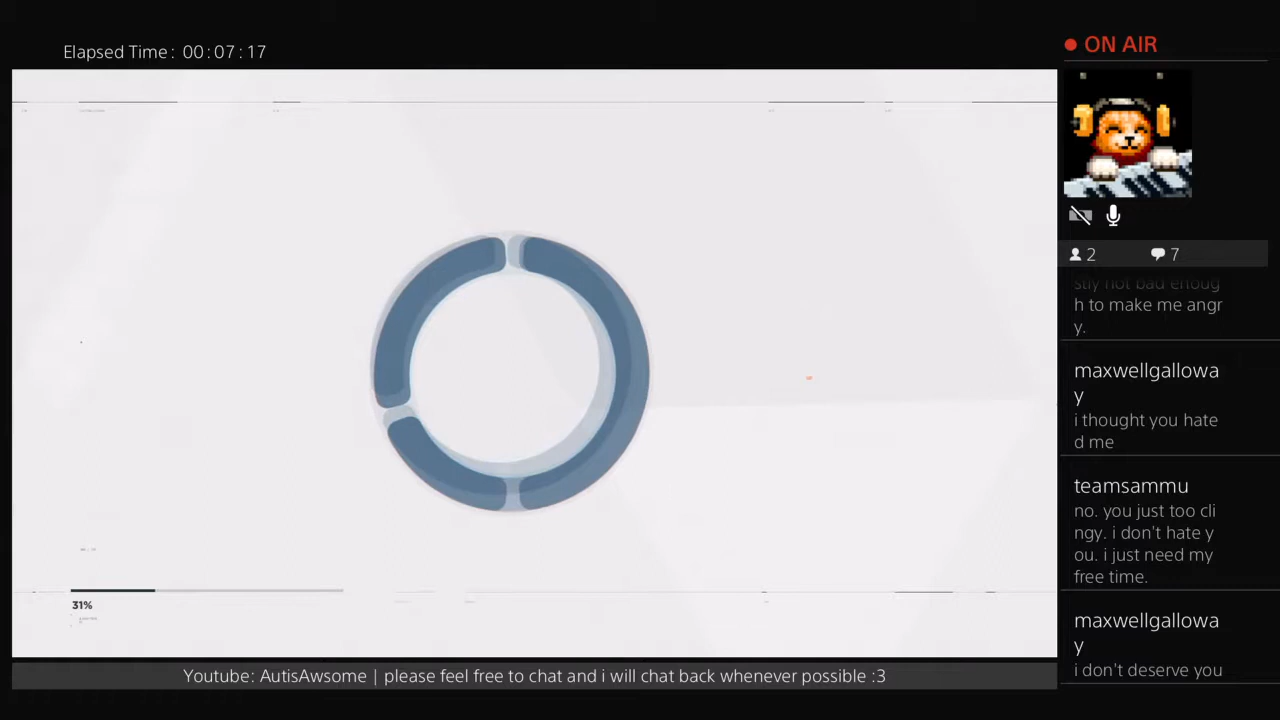 Elapsed Time: 00:07:17
ON AIR
2
7
h to make me angr
y.
maxwellgallowa
y
i thought you hate
d me
teamsammu
no. you just too cli
ngy. i don't hate y
ou. i just need my
free time.
maxwellgallowa
y
i don't deserve you
31%
Youtube: AutisAwsome | please feel free to chat and i will chat back whenever possible :3